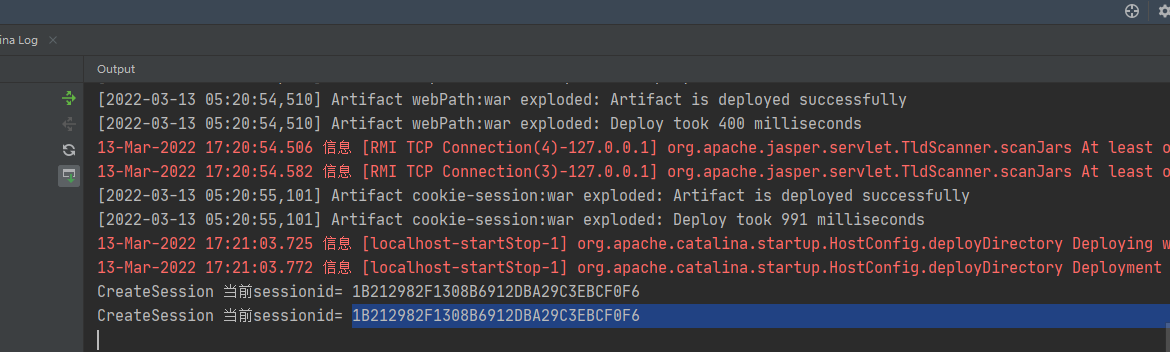 ina Log
Output
[2022-03-13 05:20:54,510] Artifact webPath:war exploded: Artifact is deployed successfully
[2022-03-13 05:20:54,510] Artifact webPath:war exploded: Deploy took 400 milliseconds
13-Mar-2022 17:20:54.506 信息 [RMI TCP Connection(4)-127.0.0.1] org.apache.jasper.servlet.TldScanner.scanJars At least o
13-Mar-2022 17:20:54.582 信息 [RMI TCP Connection(3)-127.0.0.1] org.apache.jasper.servlet.TldScanner.scanJars At least o
[2022-03-13 05:20:55,101] Artifact cookie-session:war exploded: Artifact is deployed successfully
[2022-03-13 05:20:55,101] Artifact cookie-session:war exploded: Deploy took 991 milliseconds
13-Mar-2022 17:21:03.725 信息 [localhost-startStop-1] org.apache.catalina.startup.HostConfig.deployDirectory Deploying w
13-Mar-2022 17:21:03.772 信息 [localhost-startStop-1] org.apache.catalina.startup.HostConfig.deployDirectory Deployment
CreateSession 当前sessionid= 1B212982F1308B6912DBA29C3EBCF0F6
CreateSession 当前sessionid= 1B212982F1308B6912DBA29C3EBCF0F6